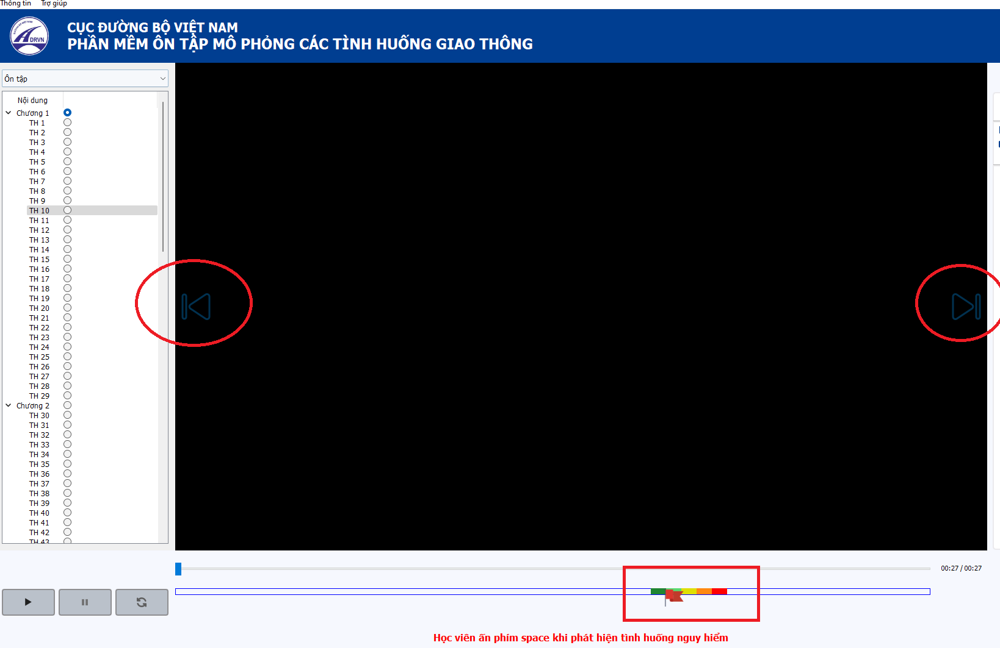 Thông tin Trợ giúp
CỤC ĐƯỜNG BỘ VIỆT NAM
PHẦN MỀM ÔN TẬP MÔ PHỎNG CÁC TÌNH HUỐNG GIAO THÔNG
DRVN
Ôn tập
Nội dung
Chương 1
TH 1
TH 2
TH 3
TH 4
TH 5
TH 6
TH 7
TH 8
TH 9
TH 10
TH 11
TH 12
TH 13
TH 14
TH 15
TH 16
TH 17
TH 18
TH 19
TH 20
TH 21
TH 22
TH 23
TH 24
TH 25
TH 26
TH 27
TH 28
TH 29
Chương 2
TH 30
TH 31
TH 32
TH 33
TH 34
TH 35
TH 36
TH 37
TH 38
TH 39
TH 40
TH 41
TH 42
TH 43
00:27 / 00:27
Học viên ấn phím space khi phát hiện tình huống nguy hiểm